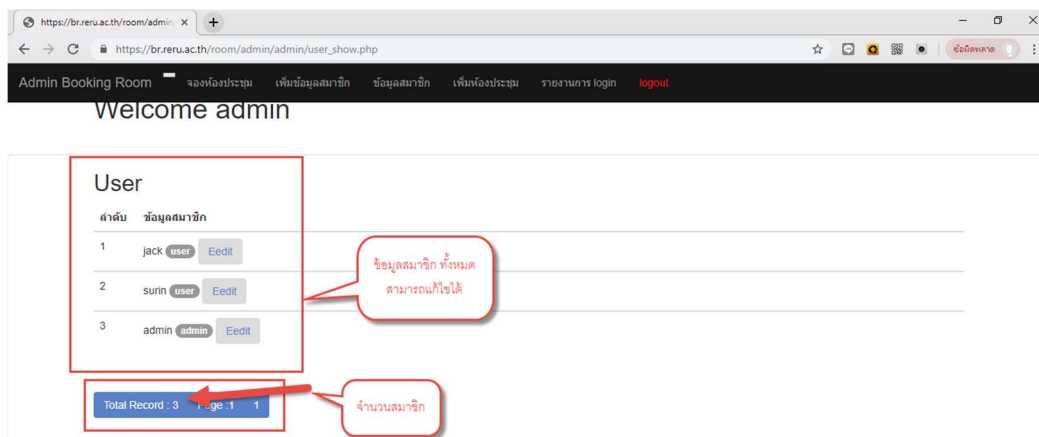 https://br.reru.ac.th/room/admin
https://br.reru.ac.th/room/admin/admin/user_show.php
ข้อผิดพลาด
Admin Booking Room จองห้องประชุม เพิ่มข้อมูลสมาชิก ข้อมูลสมาชิก เพิ่มห้องประชุม รายงานการ login logout
Welcome admin
User
ลำดับ ข้อมูลสมาชิก
1 jack user Eedit
2 surin user Eedit
3 admin admin Eedit
ข้อมูลสมาชิก ทั้งหมด
สามารถแก้ไขได้
Total Record : 3 Page :1 1
จำนวนสมาชิก